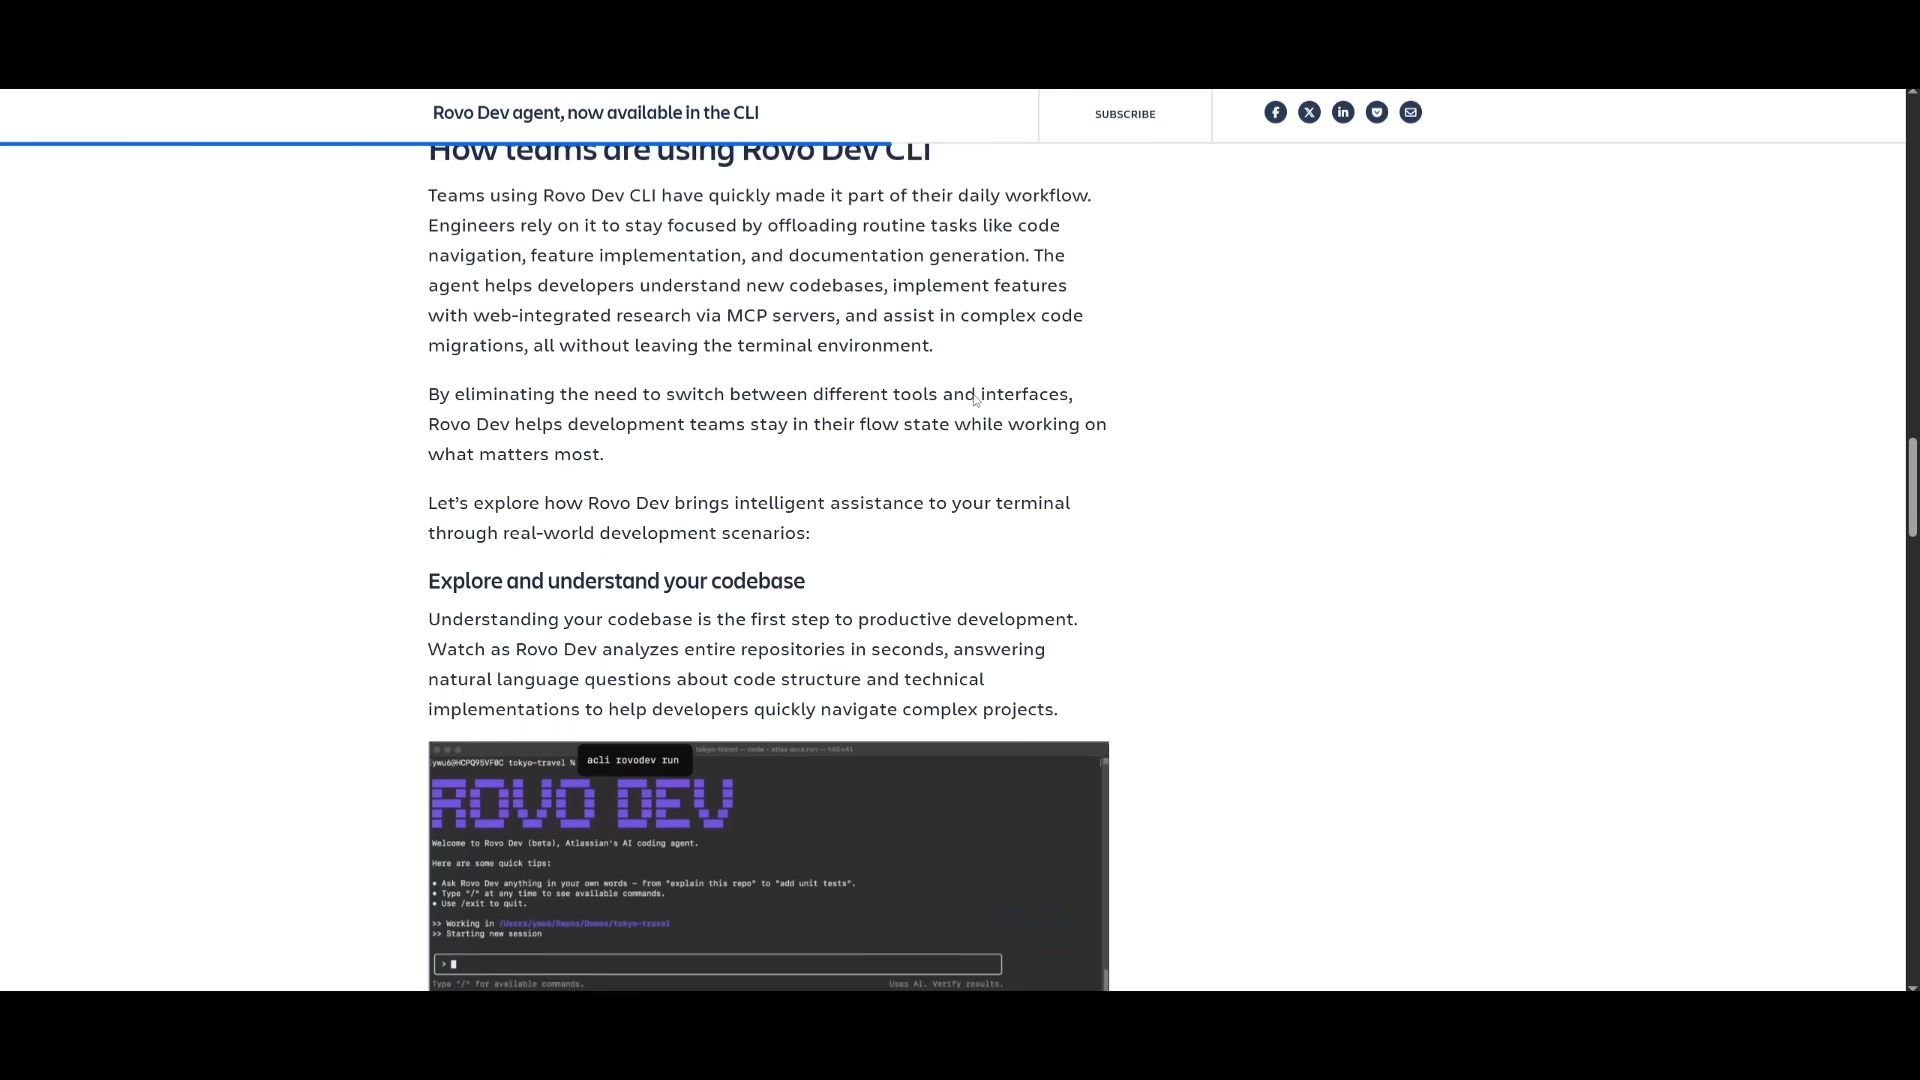 Rovo Dev agent, now available in the CLI
SUBSCRIBE
How teams are using Rovo Dev CLI
Teams using Rovo Dev CLI have quickly made it part of their daily workflow.
Engineers rely on it to stay focused by offloading routine tasks like code
navigation, feature implementation, and documentation generation. The
agent helps developers understand new codebases, implement features
with web-integrated research via MCP servers, and assist in complex code
migrations, all without leaving the terminal environment.
By eliminating the need to switch between different tools and interfaces,
Rovo Dev helps development teams stay in their flow state while working on
what matters most.
Let’s explore how Rovo Dev brings intelligent assistance to your terminal
through real-world development scenarios:
Explore and understand your codebase
Understanding your codebase is the first step to productive development.
Watch as Rovo Dev analyzes entire repositories in seconds, answering
natural language questions about code structure and technical
implementations to help developers quickly navigate complex projects.
tokyo-travel — node • atlas acra run — 140×41
ywu6@HCPQ95VF0C tokyo-travel % acli rovodev run
ROVO DEV
Welcome to Rovo Dev (beta), Atlassian's AI coding agent.
Here are some quick tips:
• Ask Rovo Dev anything in your own words - from "explain this repo" to "add unit tests".
• Type "/" at any time to see available commands.
• Use /exit to quit.
>> Working in /Users/ywu6/Repos/Demos/tokyo-travel
>> Starting new session
>
Type "/" for available commands. Uses AI. Verify results.